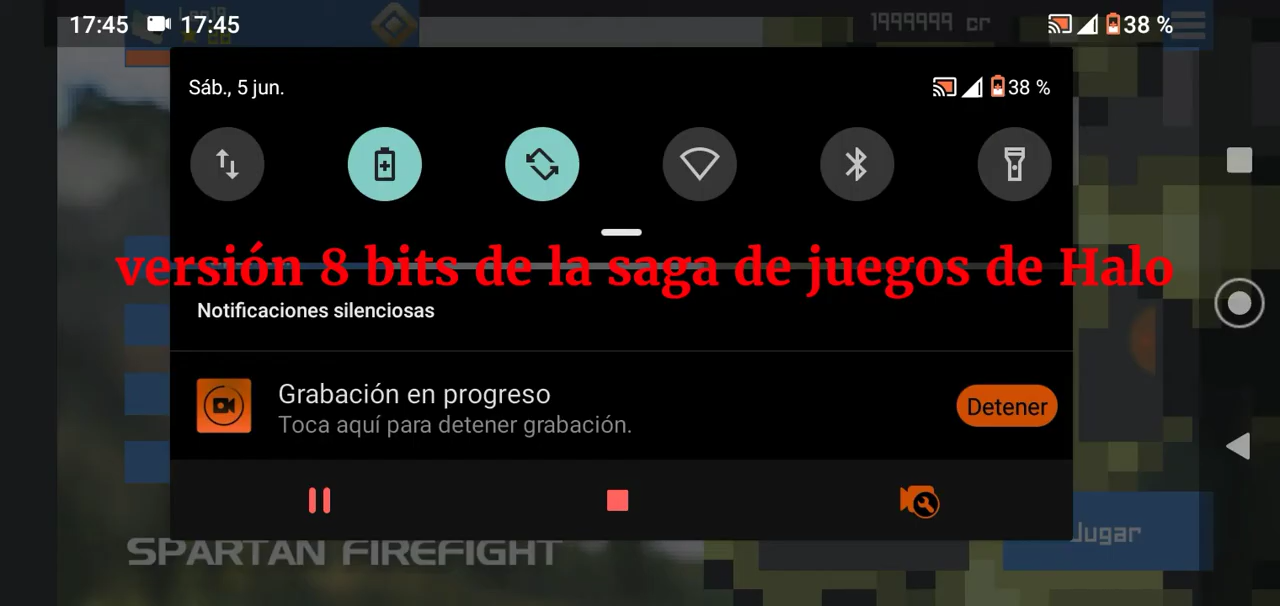 17:45 17:45 38 %
1999999 cr
Sáb., 5 jun. 38 %
versión 8 bits de la saga de juegos de Halo
Notificaciones silenciosas
Grabación en progreso
Detener
Toca aquí para detener grabación.
Jugar
SPARTAN FIREFIGHT